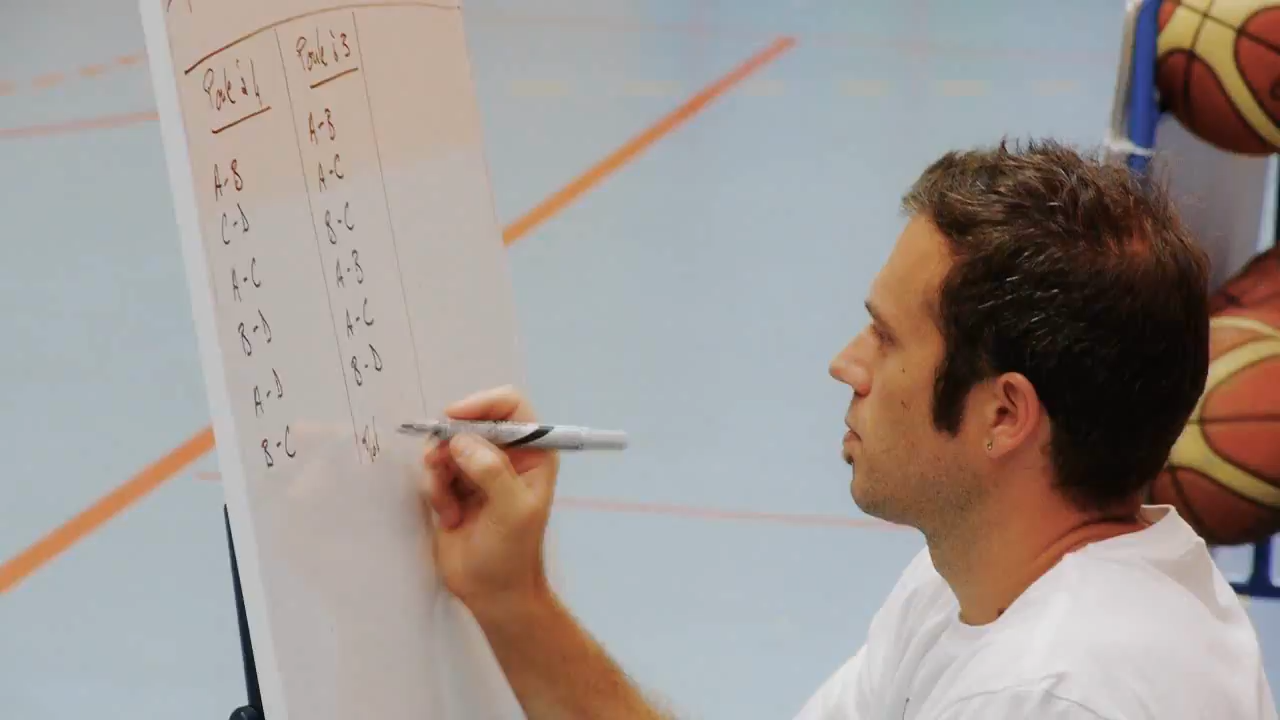 Poule à 4
A-B
C-D
A-C
B-D
A-D
B-C
Poule à 3
A-B
A-C
B-C
A-B
A-C
B-D